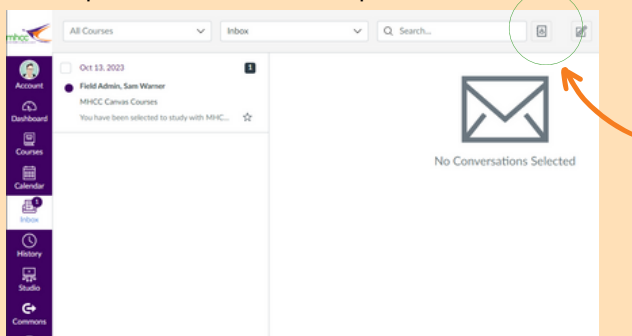 mhcc
All Courses
Inbox
Search...
Account
Dashboard
Courses
Calendar
1
Inbox
History
Studio
Commons
Oct 13, 2023
1
Field Admin, Sam Warner
MHCC Canvas Courses
You have been selected to study with MHC...
No Conversations Selected